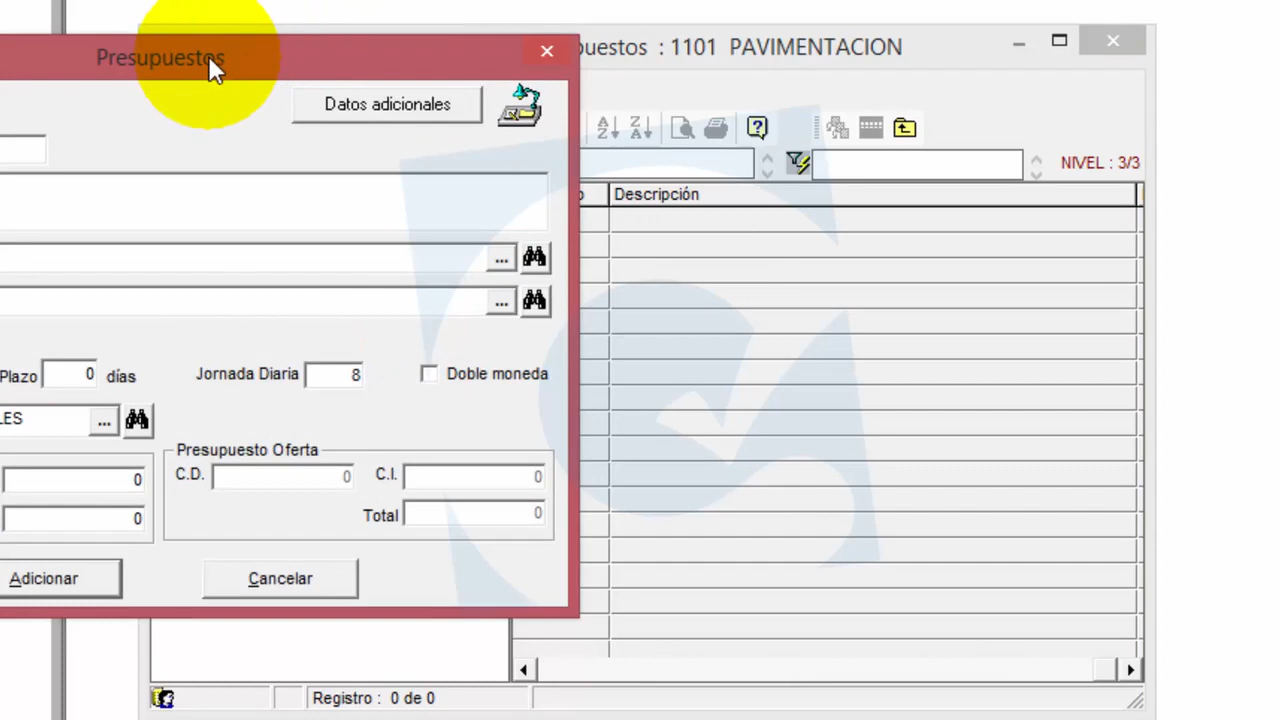 Presupuestos
uestos : 1101 PAVIMENTACION
Datos adicionales
NIVEL : 3/3
Descripción
...
...
Plazo 0 días
Jornada Diaria 8
Doble moneda
LES ...
Presupuesto Oferta
C.D. 0 C.I. 0
0
Total 0
0
Adicionar
Cancelar
Registro : 0 de 0